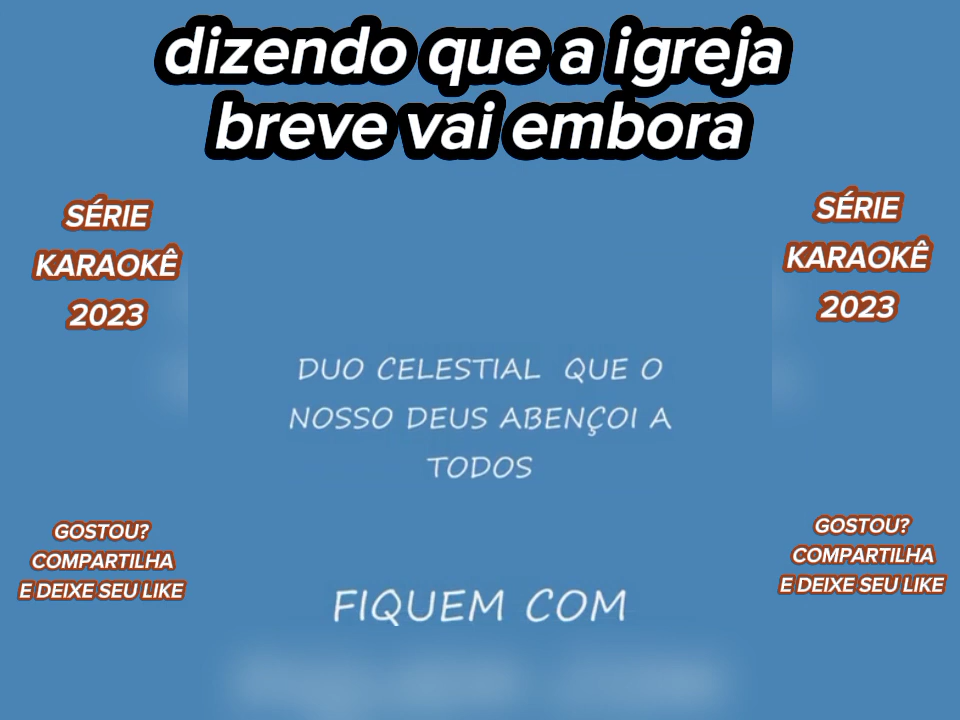 dizendo que a igreja
breve vai embora
SÉRIE
KARAOKÊ
2023
SÉRIE
KARAOKÊ
2023
DUO CELESTIAL QUE O
NOSSO DEUS ABENÇOI A
TODOS
GOSTOU?
COMPARTILHA
E DEIXE SEU LIKE
GOSTOU?
COMPARTILHA
E DEIXE SEU LIKE
FIQUEM COM